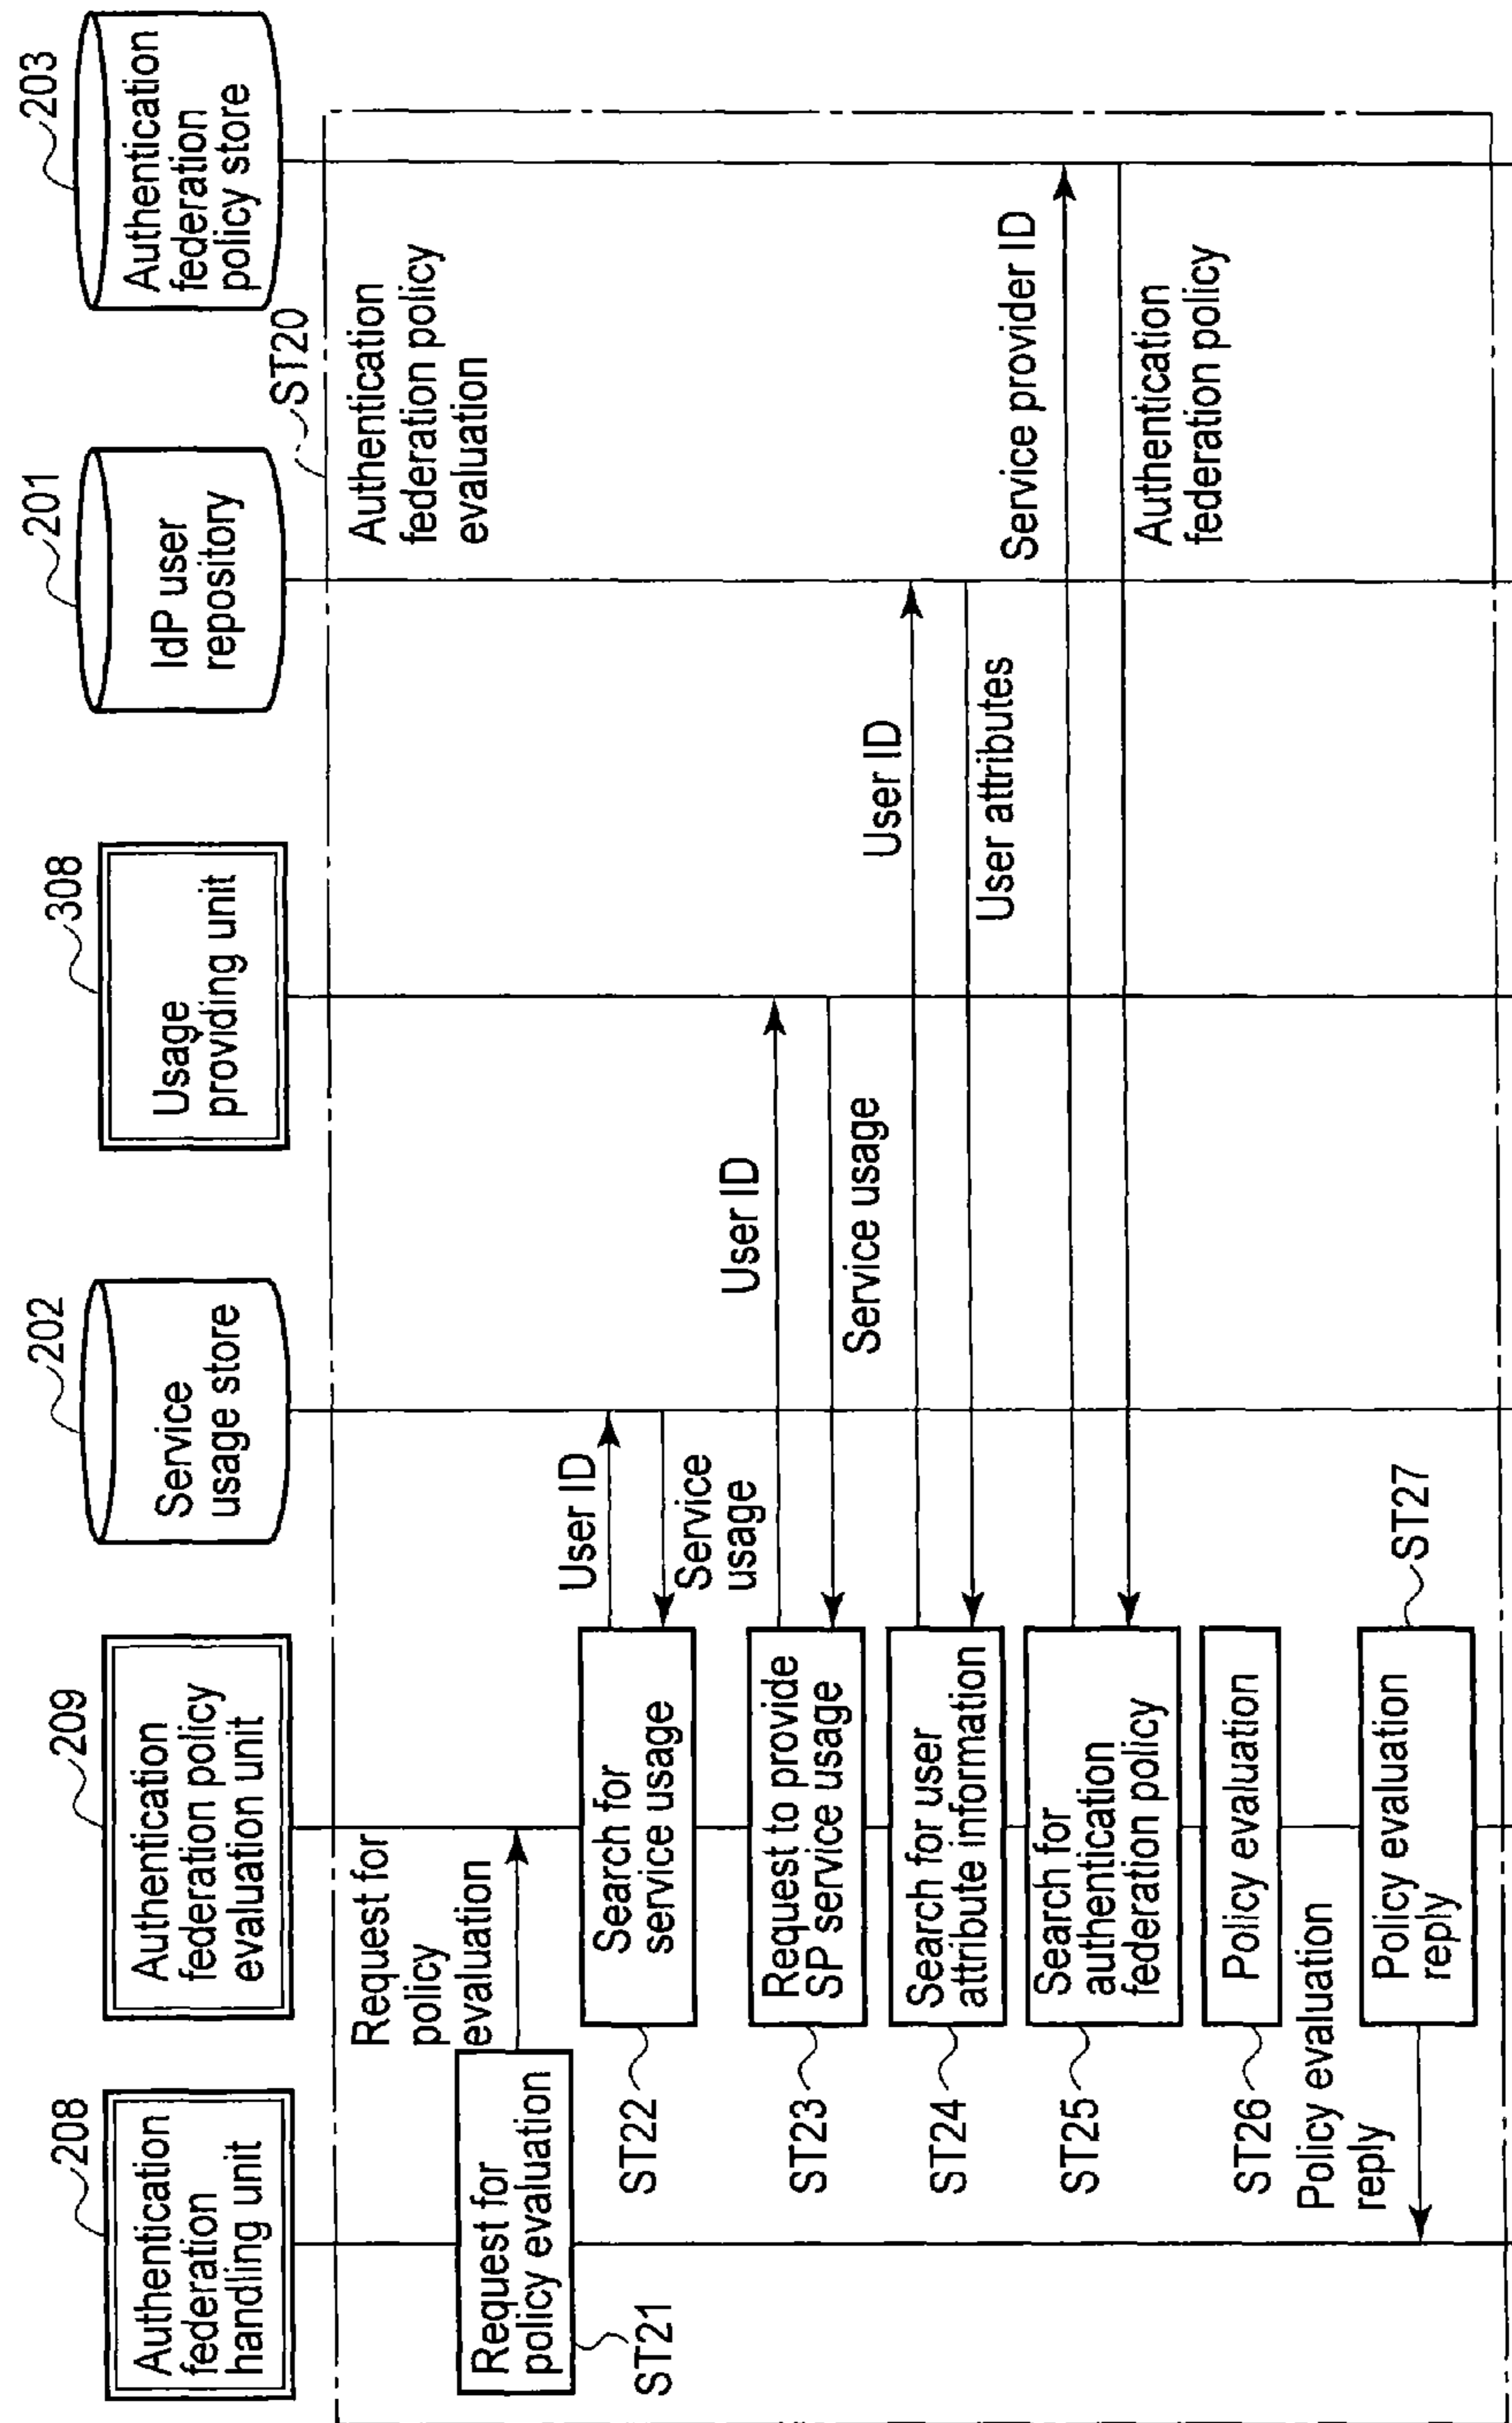 208
Authentication
federation
handling unit
209
Authentication
federation policy
evaluation unit
202
Service
usage store
308
Usage
providing unit
201
IdP user
repository
203
Authentication
federation
policy store
ST20
Authentication
federation policy
evaluation
Request for
policy
evaluation
Request for
policy evaluation
ST21
Search for
service usage
ST22
User ID
Service
usage
Request to provide
SP service usage
ST23
User ID
Service usage
Search for user
attribute information
ST24
User ID
User attributes
Search for
authentication
federation policy
ST25
Service provider ID
Authentication
federation policy
Policy evaluation
ST26
Policy evaluation
reply
Policy evaluation
reply
ST27